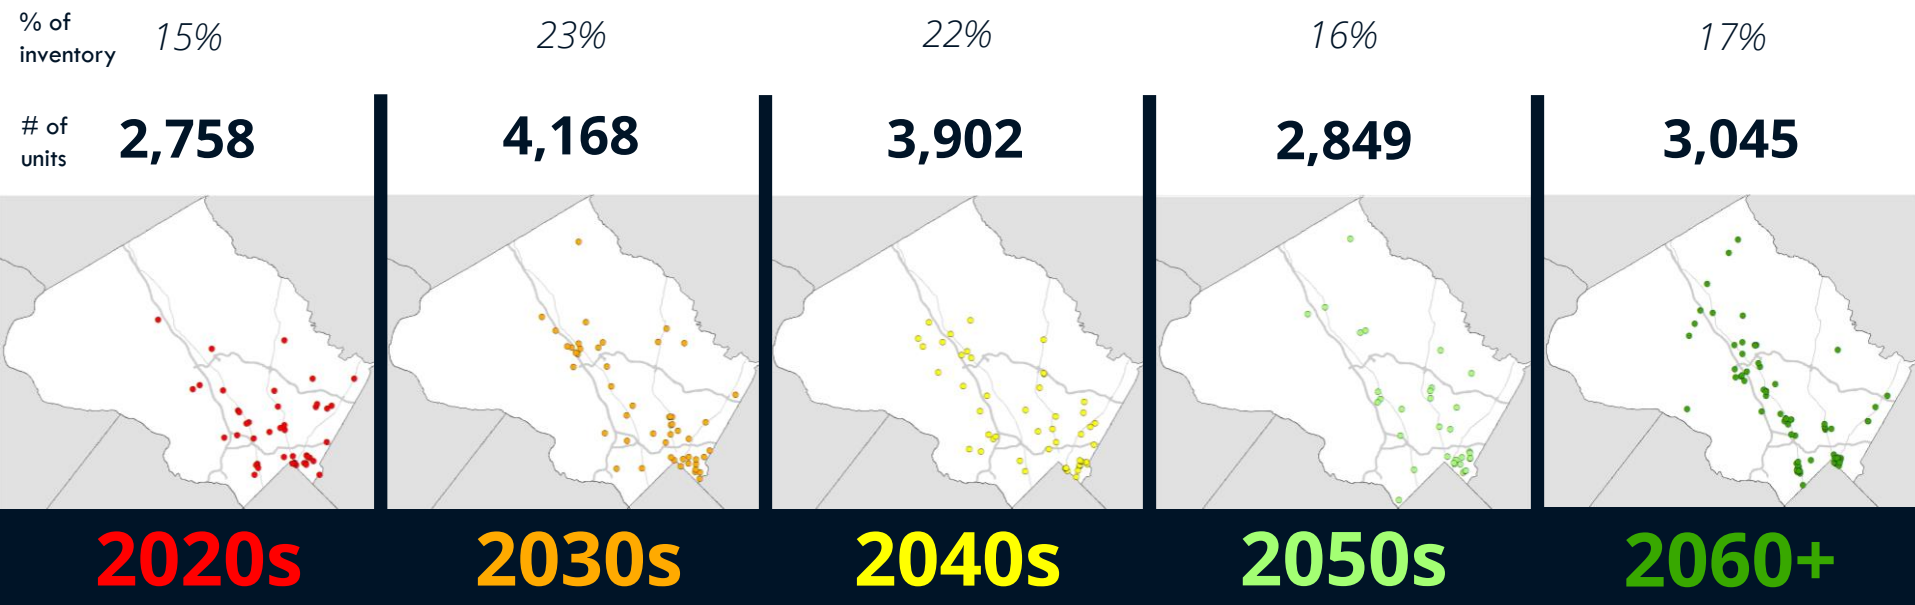 % of
inventory
15%
23%
22%
16%
17%
# of
units
2,758
4,168
3,902
2,849
3,045
2020s
2030s
2040s
2050s
2060+